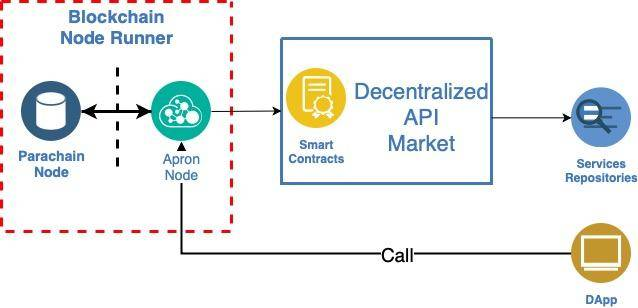 Blockchain
Node Runner
Parachain
Node
Apron
Node
Smart
Contracts
Decentralized
API
Market
Services
Repositories
Call
DApp